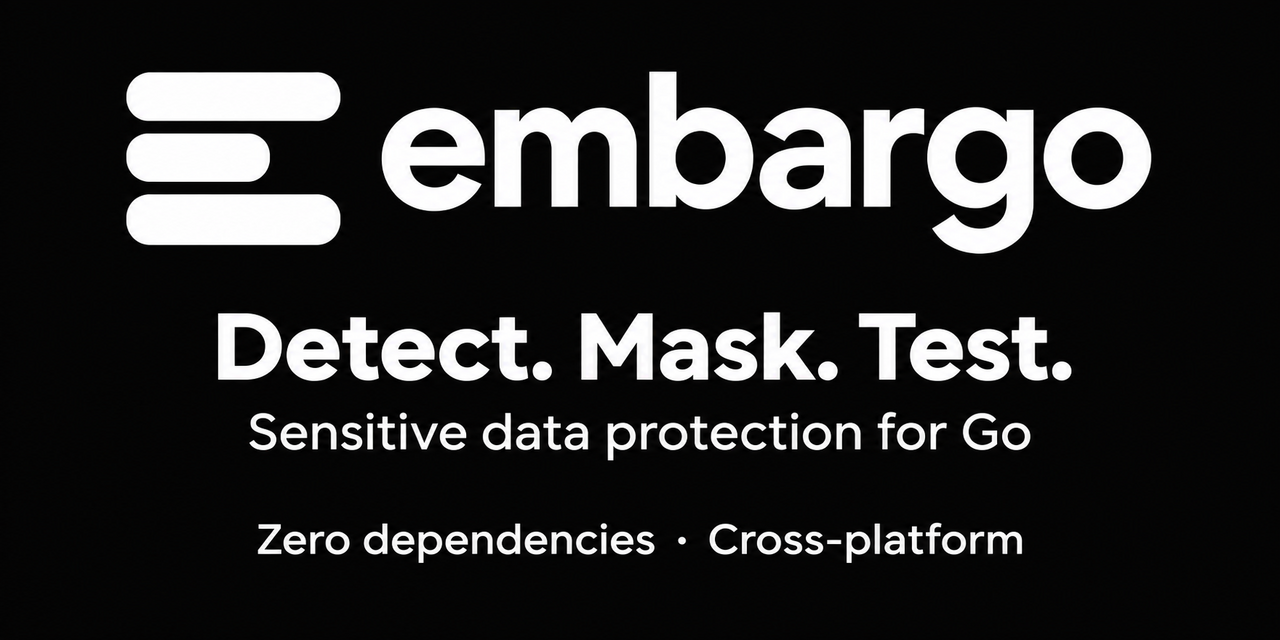 embargo
Detect. Mask. Test.
Sensitive data protection for Go
Zero dependencies · Cross-platform